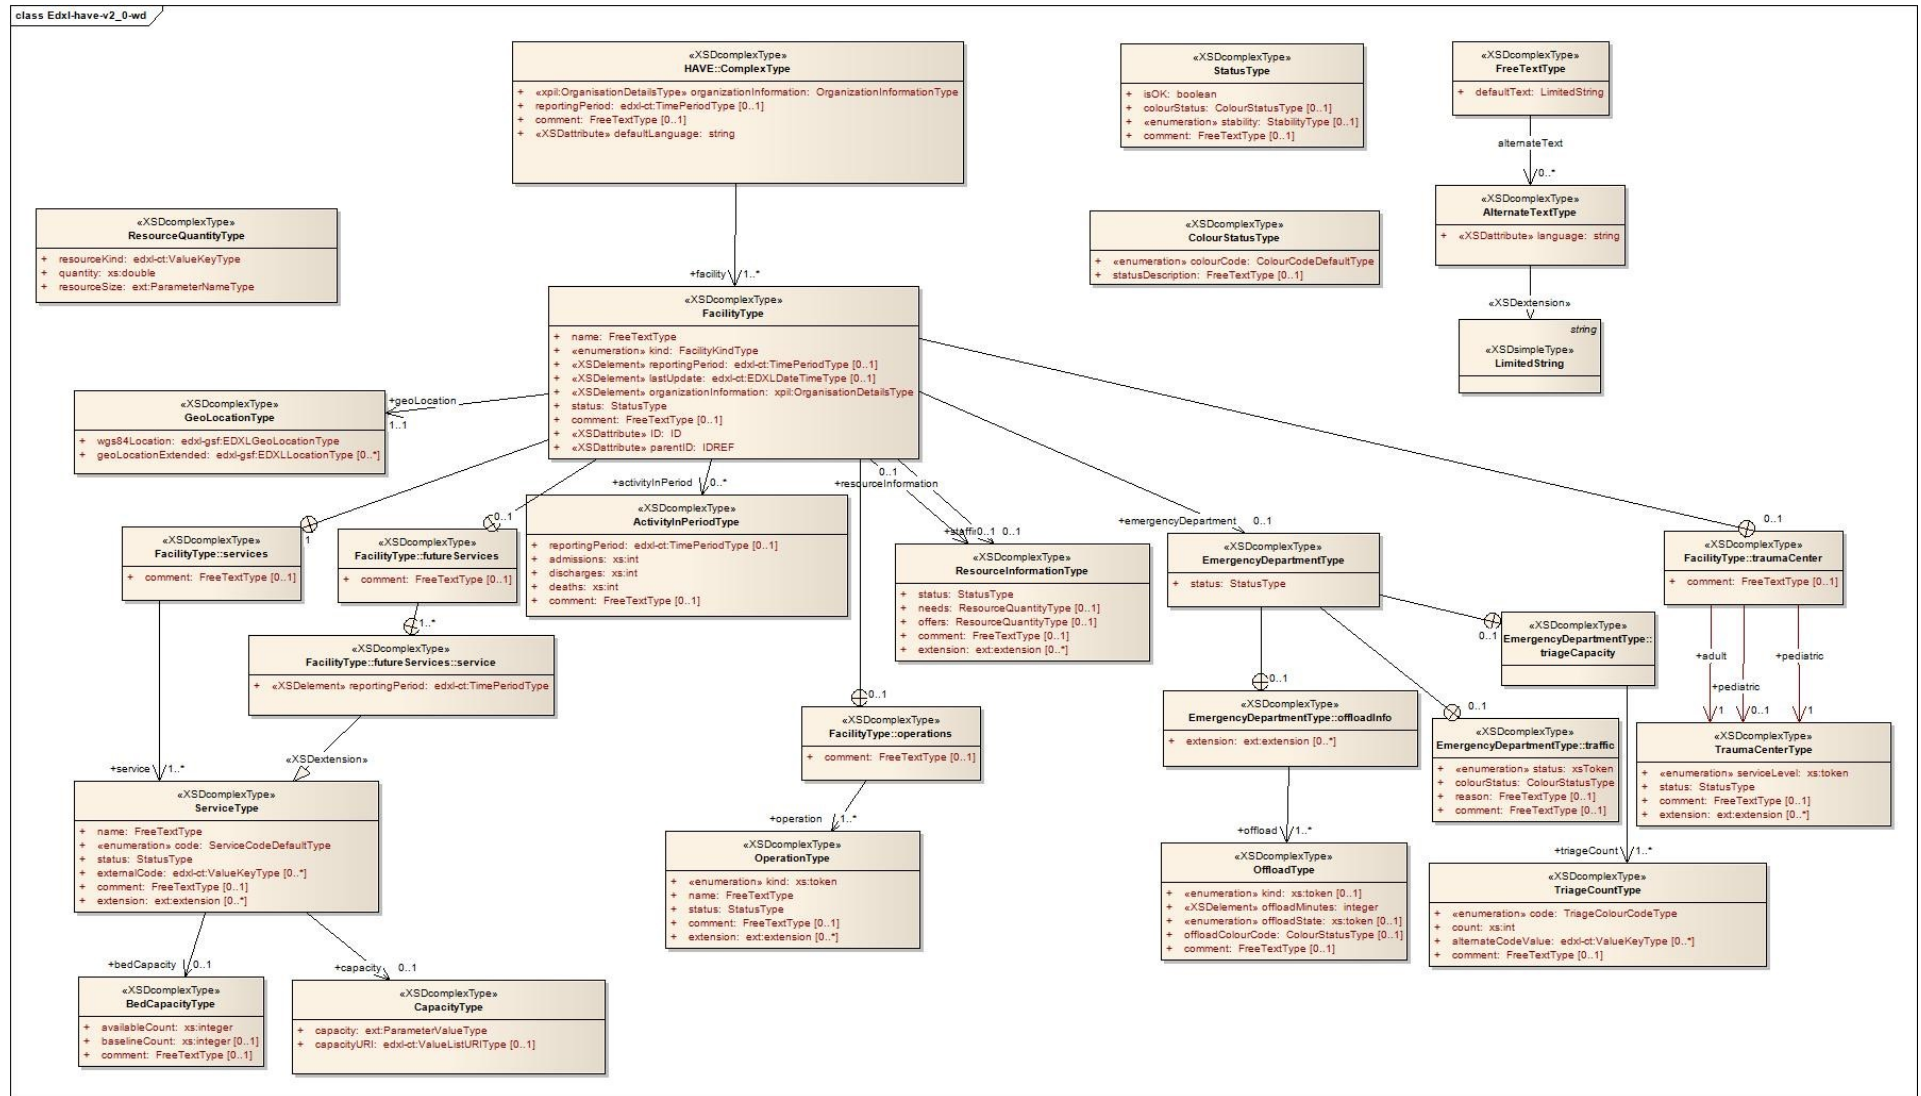 class Edxl-have-v2_0-wd
«XSDcomplexType»
HAVE::ComplexType
+ «xpil:OrganisationDetailsType» organizationInformation: OrganizationInformationType
+ reportingPeriod: edxl-ct:TimePeriodType [0..1]
+ comment: FreeTextType [0..1]
+ «XSDattribute» defaultLanguage: string
«XSDcomplexType»
StatusType
+ isOK: boolean
+ colourStatus: ColourStatusType [0..1]
+ «enumeration» stability: StabilityType [0..1]
+ comment: FreeTextType [0..1]
«XSDcomplexType»
FreeTextType
+ defaultText: LimitedString
alternateText
0..*
«XSDcomplexType»
AlternateTextType
+ «XSDattribute» language: string
«XSDextension»
string
«XSDsimpleType»
LimitedString
«XSDcomplexType»
ResourceQuantityType
+ resourceKind: edxl-ct:ValueKeyType
+ quantity: xs:double
+ resourceSize: ext:ParameterNameType
«XSDcomplexType»
ColourStatusType
+ «enumeration» colourCode: ColourCodeDefaultType
+ statusDescription: FreeTextType [0..1]
+facility 1..*
«XSDcomplexType»
FacilityType
+ name: FreeTextType
+ «enumeration» kind: FacilityKindType
+ «XSDelement» reportingPeriod: edxl-ct:TimePeriodType [0..1]
+ «XSDelement» lastUpdate: edxl-ct:EDXLDateTimeType [0..1]
+ «XSDelement» organizationInformation: xpil:OrganisationDetailsType
+ status: StatusType
+ comment: FreeTextType [0..1]
+ «XSDattribute» ID: ID
+ «XSDattribute» parentID: IDREF
+geoLocation
1..1
«XSDcomplexType»
GeoLocationType
+ wgs84Location: edxl-gsf:EDXLGeoLocationType
+ geoLocationExtended: edxl-gsf:EDXLLocationType [0..*]
1
«XSDcomplexType»
FacilityType::services
+ comment: FreeTextType [0..1]
0..1
«XSDcomplexType»
FacilityType::futureServices
+ comment: FreeTextType [0..1]
+activityInPeriod 0..*
«XSDcomplexType»
ActivityInPeriodType
+ reportingPeriod: edxl-ct:TimePeriodType [0..1]
+ admissions: xs:int
+ discharges: xs:int
+ deaths: xs:int
+ comment: FreeTextType [0..1]
0..1
+resourceInformation
0..1 0..1
«XSDcomplexType»
ResourceInformationType
+ status: StatusType
+ needs: ResourceQuantityType [0..1]
+ offers: ResourceQuantityType [0..1]
+ comment: FreeTextType [0..1]
+ extension: ext:extension [0..*]
+emergencyDepartment 0..1
«XSDcomplexType»
EmergencyDepartmentType
+ status: StatusType
0..1
«XSDcomplexType»
FacilityType::traumaCenter
+ comment: FreeTextType [0..1]
0..1
«XSDcomplexType»
EmergencyDepartmentType::
triageCapacity
+adult
+pediatric
+pediatric
1
0..1
1
«XSDcomplexType»
TraumaCenterType
+ «enumeration» serviceLevel: xs:token
+ status: StatusType
+ comment: FreeTextType [0..1]
+ extension: ext:extension [0..*]
1..*
«XSDcomplexType»
FacilityType::futureServices::service
+ «XSDelement» reportingPeriod: edxl-ct:TimePeriodType
«XSDextension»
0..1
«XSDcomplexType»
FacilityType::operations
+ comment: FreeTextType [0..1]
0..1
«XSDcomplexType»
EmergencyDepartmentType::offloadInfo
+ extension: ext:extension [0..*]
0..1
«XSDcomplexType»
EmergencyDepartmentType::traffic
+ «enumeration» status: xsToken
+ colourStatus: ColourStatusType
+ reason: FreeTextType [0..1]
+ comment: FreeTextType [0..1]
+service 1..*
«XSDcomplexType»
ServiceType
+ name: FreeTextType
+ «enumeration» code: ServiceCodeDefaultType
+ status: StatusType
+ externalCode: edxl-ct:ValueKeyType [0..*]
+ comment: FreeTextType [0..1]
+ extension: ext:extension [0..*]
+operation 1..*
«XSDcomplexType»
OperationType
+ «enumeration» kind: xs:token
+ name: FreeTextType
+ status: StatusType
+ comment: FreeTextType [0..1]
+ extension: ext:extension [0..*]
+offload 1..*
«XSDcomplexType»
OffloadType
+ «enumeration» kind: xs:token [0..1]
+ «XSDelement» offloadMinutes: integer
+ «enumeration» offloadState: xs:token [0..1]
+ offloadColourCode: ColourStatusType [0..1]
+ comment: FreeTextType [0..1]
+triageCount 1..*
«XSDcomplexType»
TriageCountType
+ «enumeration» code: TriageColourCodeType
+ count: xs:int
+ alternateCodeValue: edxl-ct:ValueKeyType [0..*]
+ comment: FreeTextType [0..1]
+bedCapacity 0..1
«XSDcomplexType»
BedCapacityType
+ availableCount: xs:integer
+ baselineCount: xs:integer [0..1]
+ comment: FreeTextType [0..1]
+capacity 0..1
«XSDcomplexType»
CapacityType
+ capacity: ext:ParameterValueType
+ capacityURI: edxl-ct:ValueListURIType [0..1]